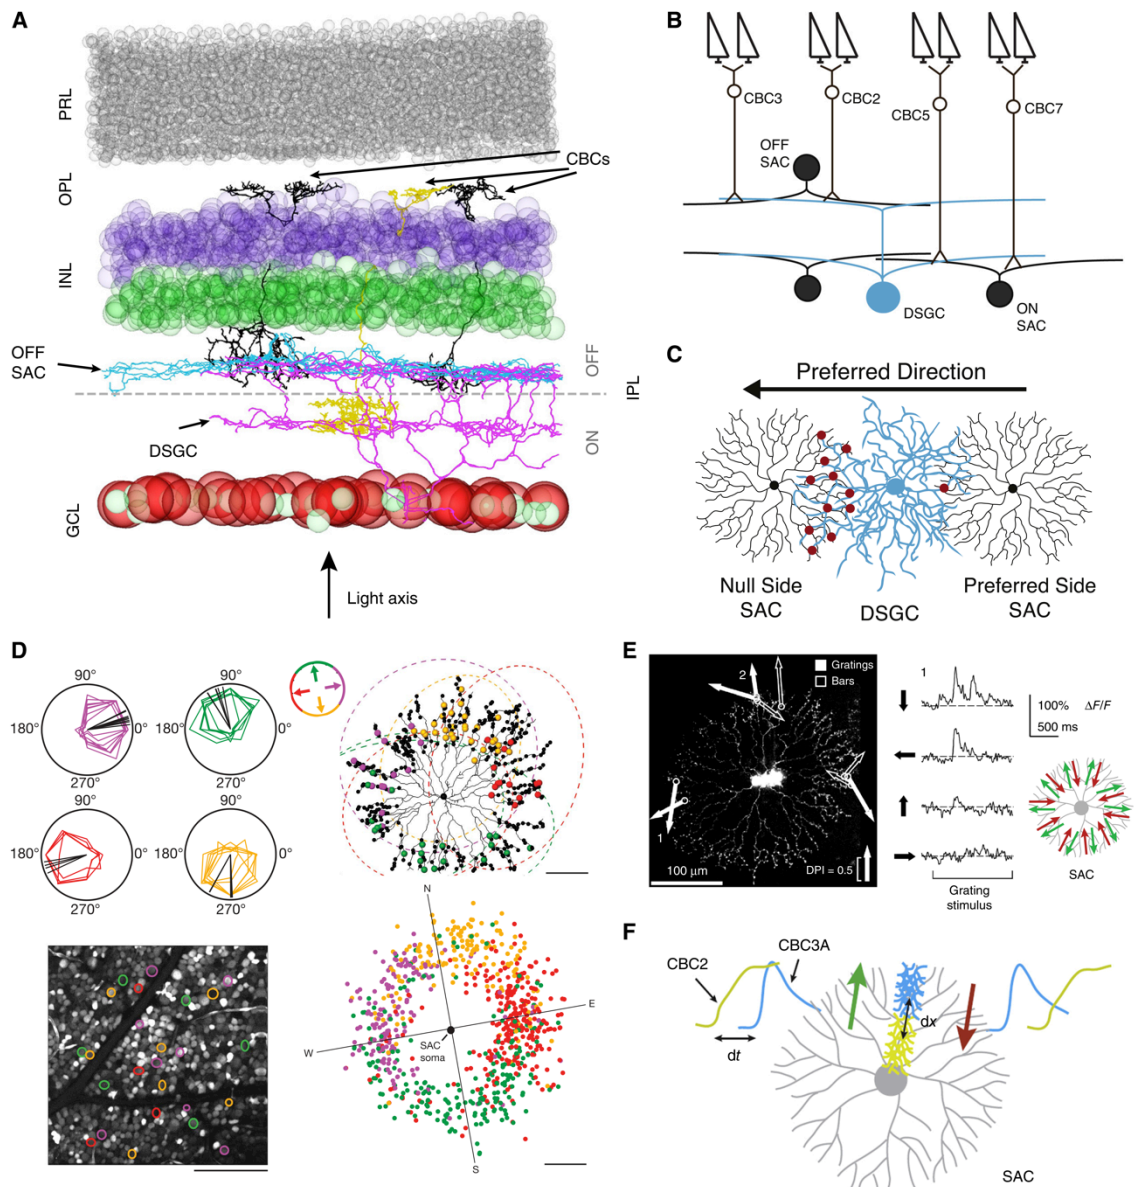 A
PRL
OPL
INL
IPL
GCL
CBCs
OFF
SAC
DSGC
OFF
ON
Light axis
B
CBC3
CBC2
CBC5
CBC7
OFF
SAC
DSGC
ON
SAC
C
Preferred Direction
Null Side
SAC
DSGC
Preferred Side
SAC
D
90°
180°
0°
270°
90°
180°
0°
270°
90°
180°
0°
270°
90°
180°
0°
270°
N
E
W
S
SAC
soma
E
Gratings
Bars
2
1
100 µm
DPI = 0.5
1
100% ΔF/F
500 ms
Grating
stimulus
SAC
F
CBC2
CBC3A
dt
dx
SAC